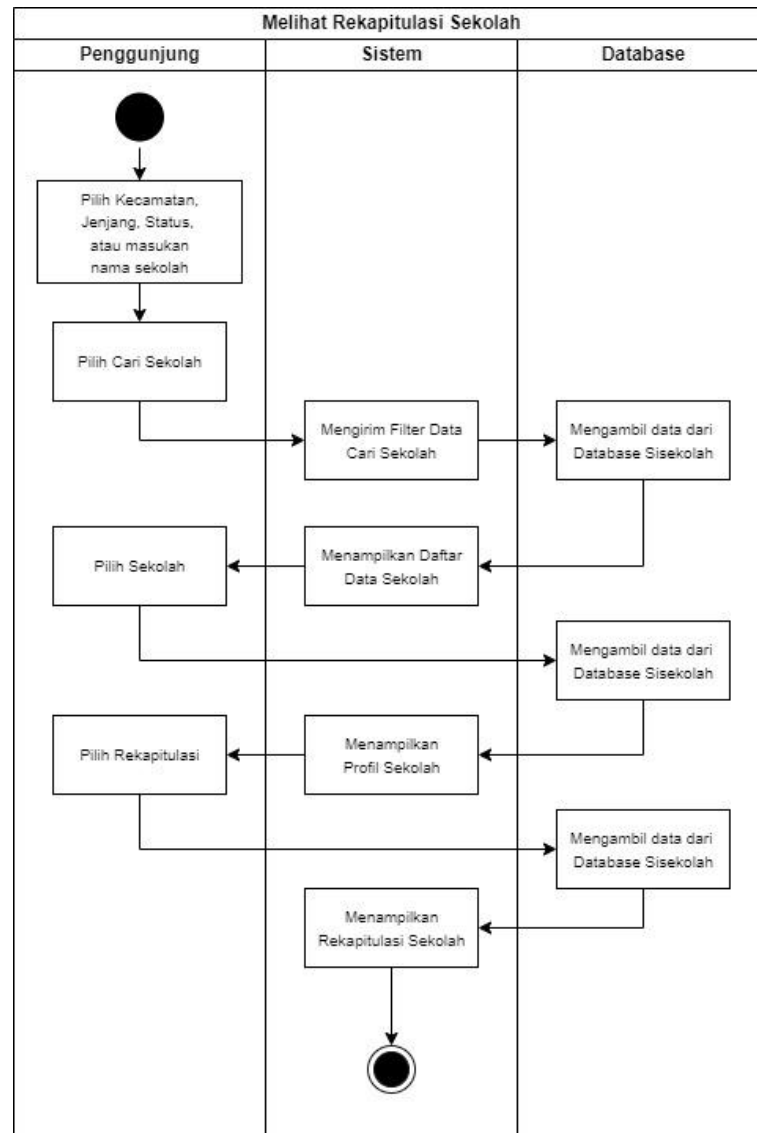 Melihat Rekapitulasi Sekolah
Penggunjung
Sistem
Database
Pilih Kecamatan,
Jenjang, Status,
atau masukan
nama sekolah
Pilih Cari Sekolah
Mengirim Filter Data
Cari Sekolah
Mengambil data dari
Database Sisekolah
Pilih Sekolah
Menampilkan Daftar
Data Sekolah
Mengambil data dari
Database Sisekolah
Pilih Rekapitulasi
Menampilkan
Profil Sekolah
Mengambil data dari
Database Sisekolah
Menampilkan
Rekapitulasi Sekolah